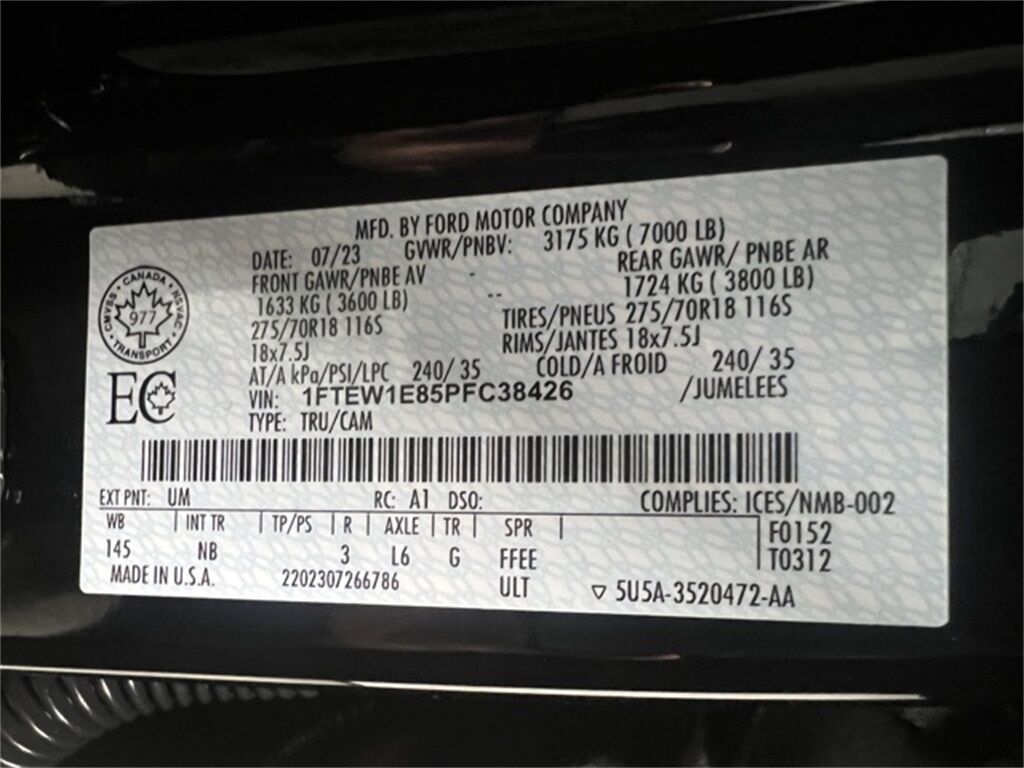 MFD. BY FORD MOTOR COMPANY
DATE: 07/23 GVWR/PNBV: 3175 KG ( 7000 LB)
FRONT GAWR/PNBE AV REAR GAWR/ PNBE AR
1633 KG ( 3600 LB) -- 1724 KG ( 3800 LB)
275/70R18 116S TIRES/PNEUS 275/70R18 116S
18x7.5J RIMS/JANTES 18x7.5J
AT/A kPa/PSI/LPC 240/ 35 COLD/A FROID 240/ 35
VIN: 1FTEW1E85PFC38426 /JUMELEES
TYPE: TRU/CAM
CANADA
CMVSS • NSVAC
977
TRANSPORT
EC
EXT PNT: UM RC: A1 DSO: COMPLIES: ICES/NMB-002
WB | INT TR | TP/PS | R | AXLE | TR | SPR | F0152
145 NB 3 L6 G FFEE T0312
MADE IN U.S.A. 2202307266786 ULT ▽ 5U5A-3520472-AA